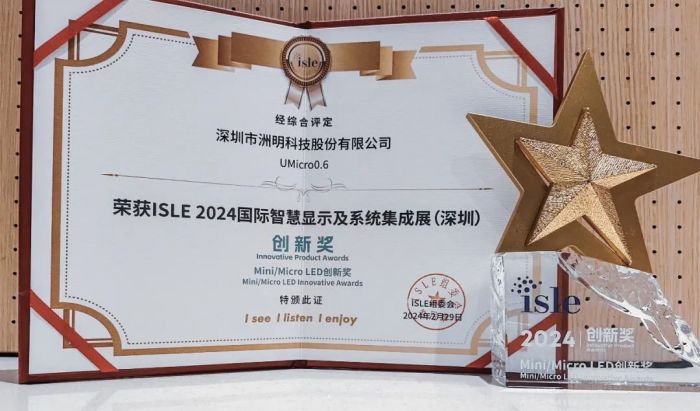 isle
经综合评定
深圳市洲明科技股份有限公司
UMicro0.6
荣获ISLE 2024国际智慧显示及系统集成展(深圳)
创新奖
Innovative Product Awards
Mini/Micro LED创新奖
Mini/Micro LED Innovative Awards
特颁此证
I see I listen I enjoy
ISLE组委会
2024年2月29日
isle
2024 创新奖
Innovative Product
Awards
Mini/Micro LED创新奖
Mini/Micro